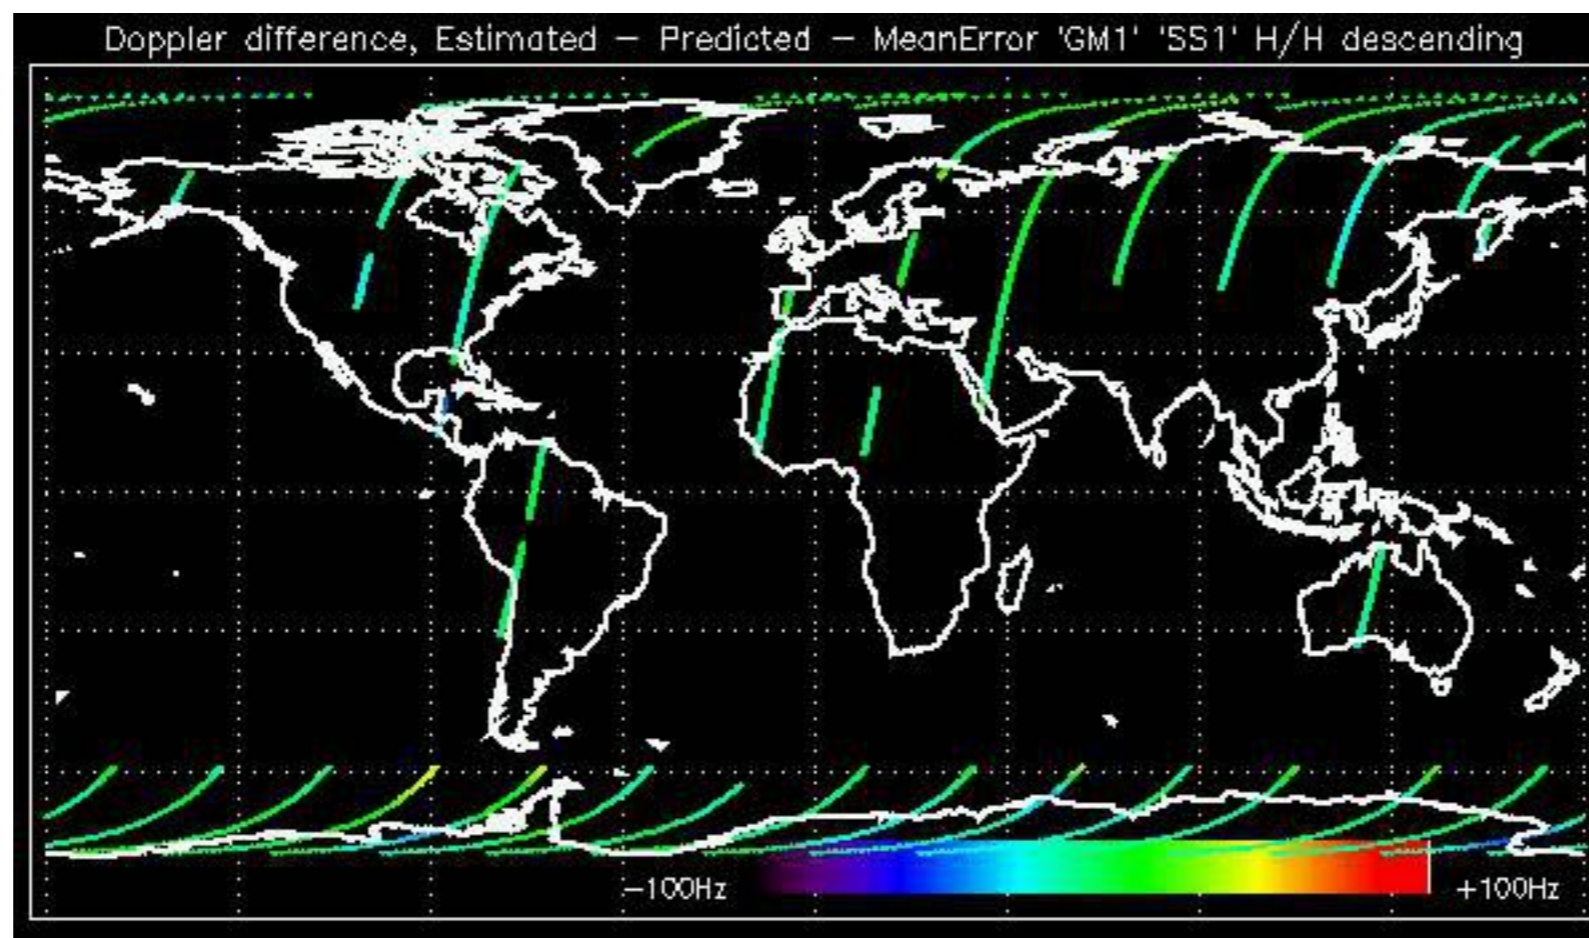 Doppler difference, Estimated – Predicted – MeanError 'GM1' 'SS1' H/H descending
–100Hz +100Hz